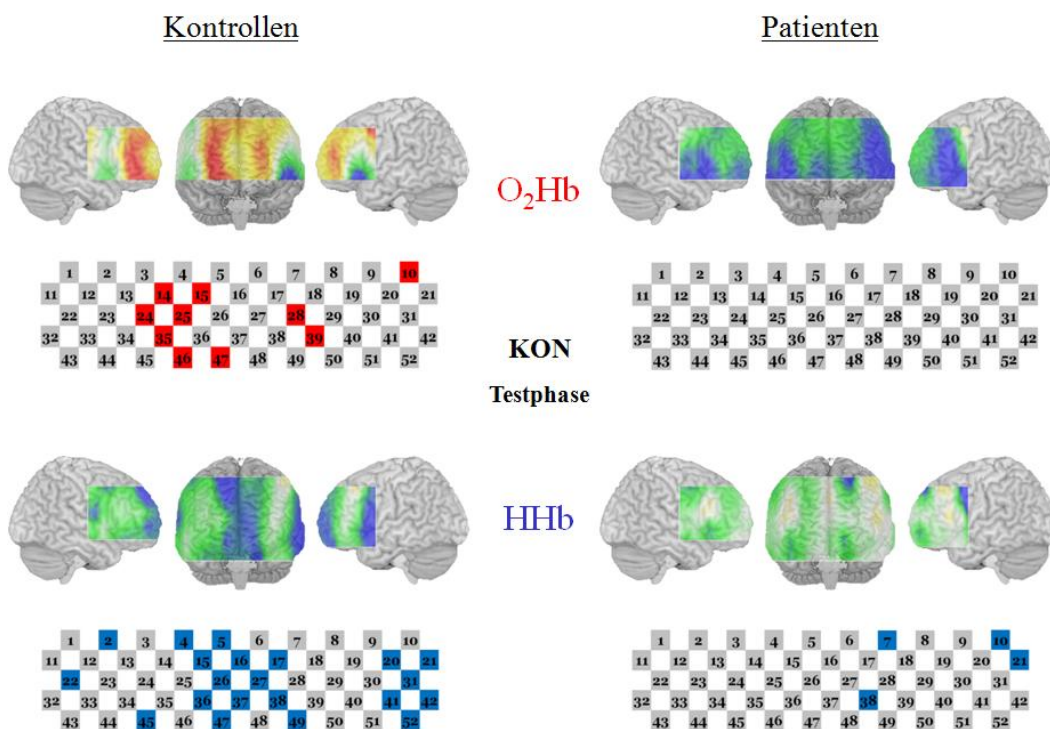 Kontrollen
Patienten
O₂Hb
1 2 3 4 5 6 7 8 9 10
11 12 13 14 15 16 17 18 19 20 21
22 23 24 25 26 27 28 29 30 31
32 33 34 35 36 37 38 39 40 41 42
43 44 45 46 47 48 49 50 51 52
1 2 3 4 5 6 7 8 9 10
11 12 13 14 15 16 17 18 19 20 21
22 23 24 25 26 27 28 29 30 31
32 33 34 35 36 37 38 39 40 41 42
43 44 45 46 47 48 49 50 51 52
KON
Testphase
HHb
1 2 3 4 5 6 7 8 9 10
11 12 13 14 15 16 17 18 19 20 21
22 23 24 25 26 27 28 29 30 31
32 33 34 35 36 37 38 39 40 41 42
43 44 45 46 47 48 49 50 51 52
1 2 3 4 5 6 7 8 9 10
11 12 13 14 15 16 17 18 19 20 21
22 23 24 25 26 27 28 29 30 31
32 33 34 35 36 37 38 39 40 41 42
43 44 45 46 47 48 49 50 51 52